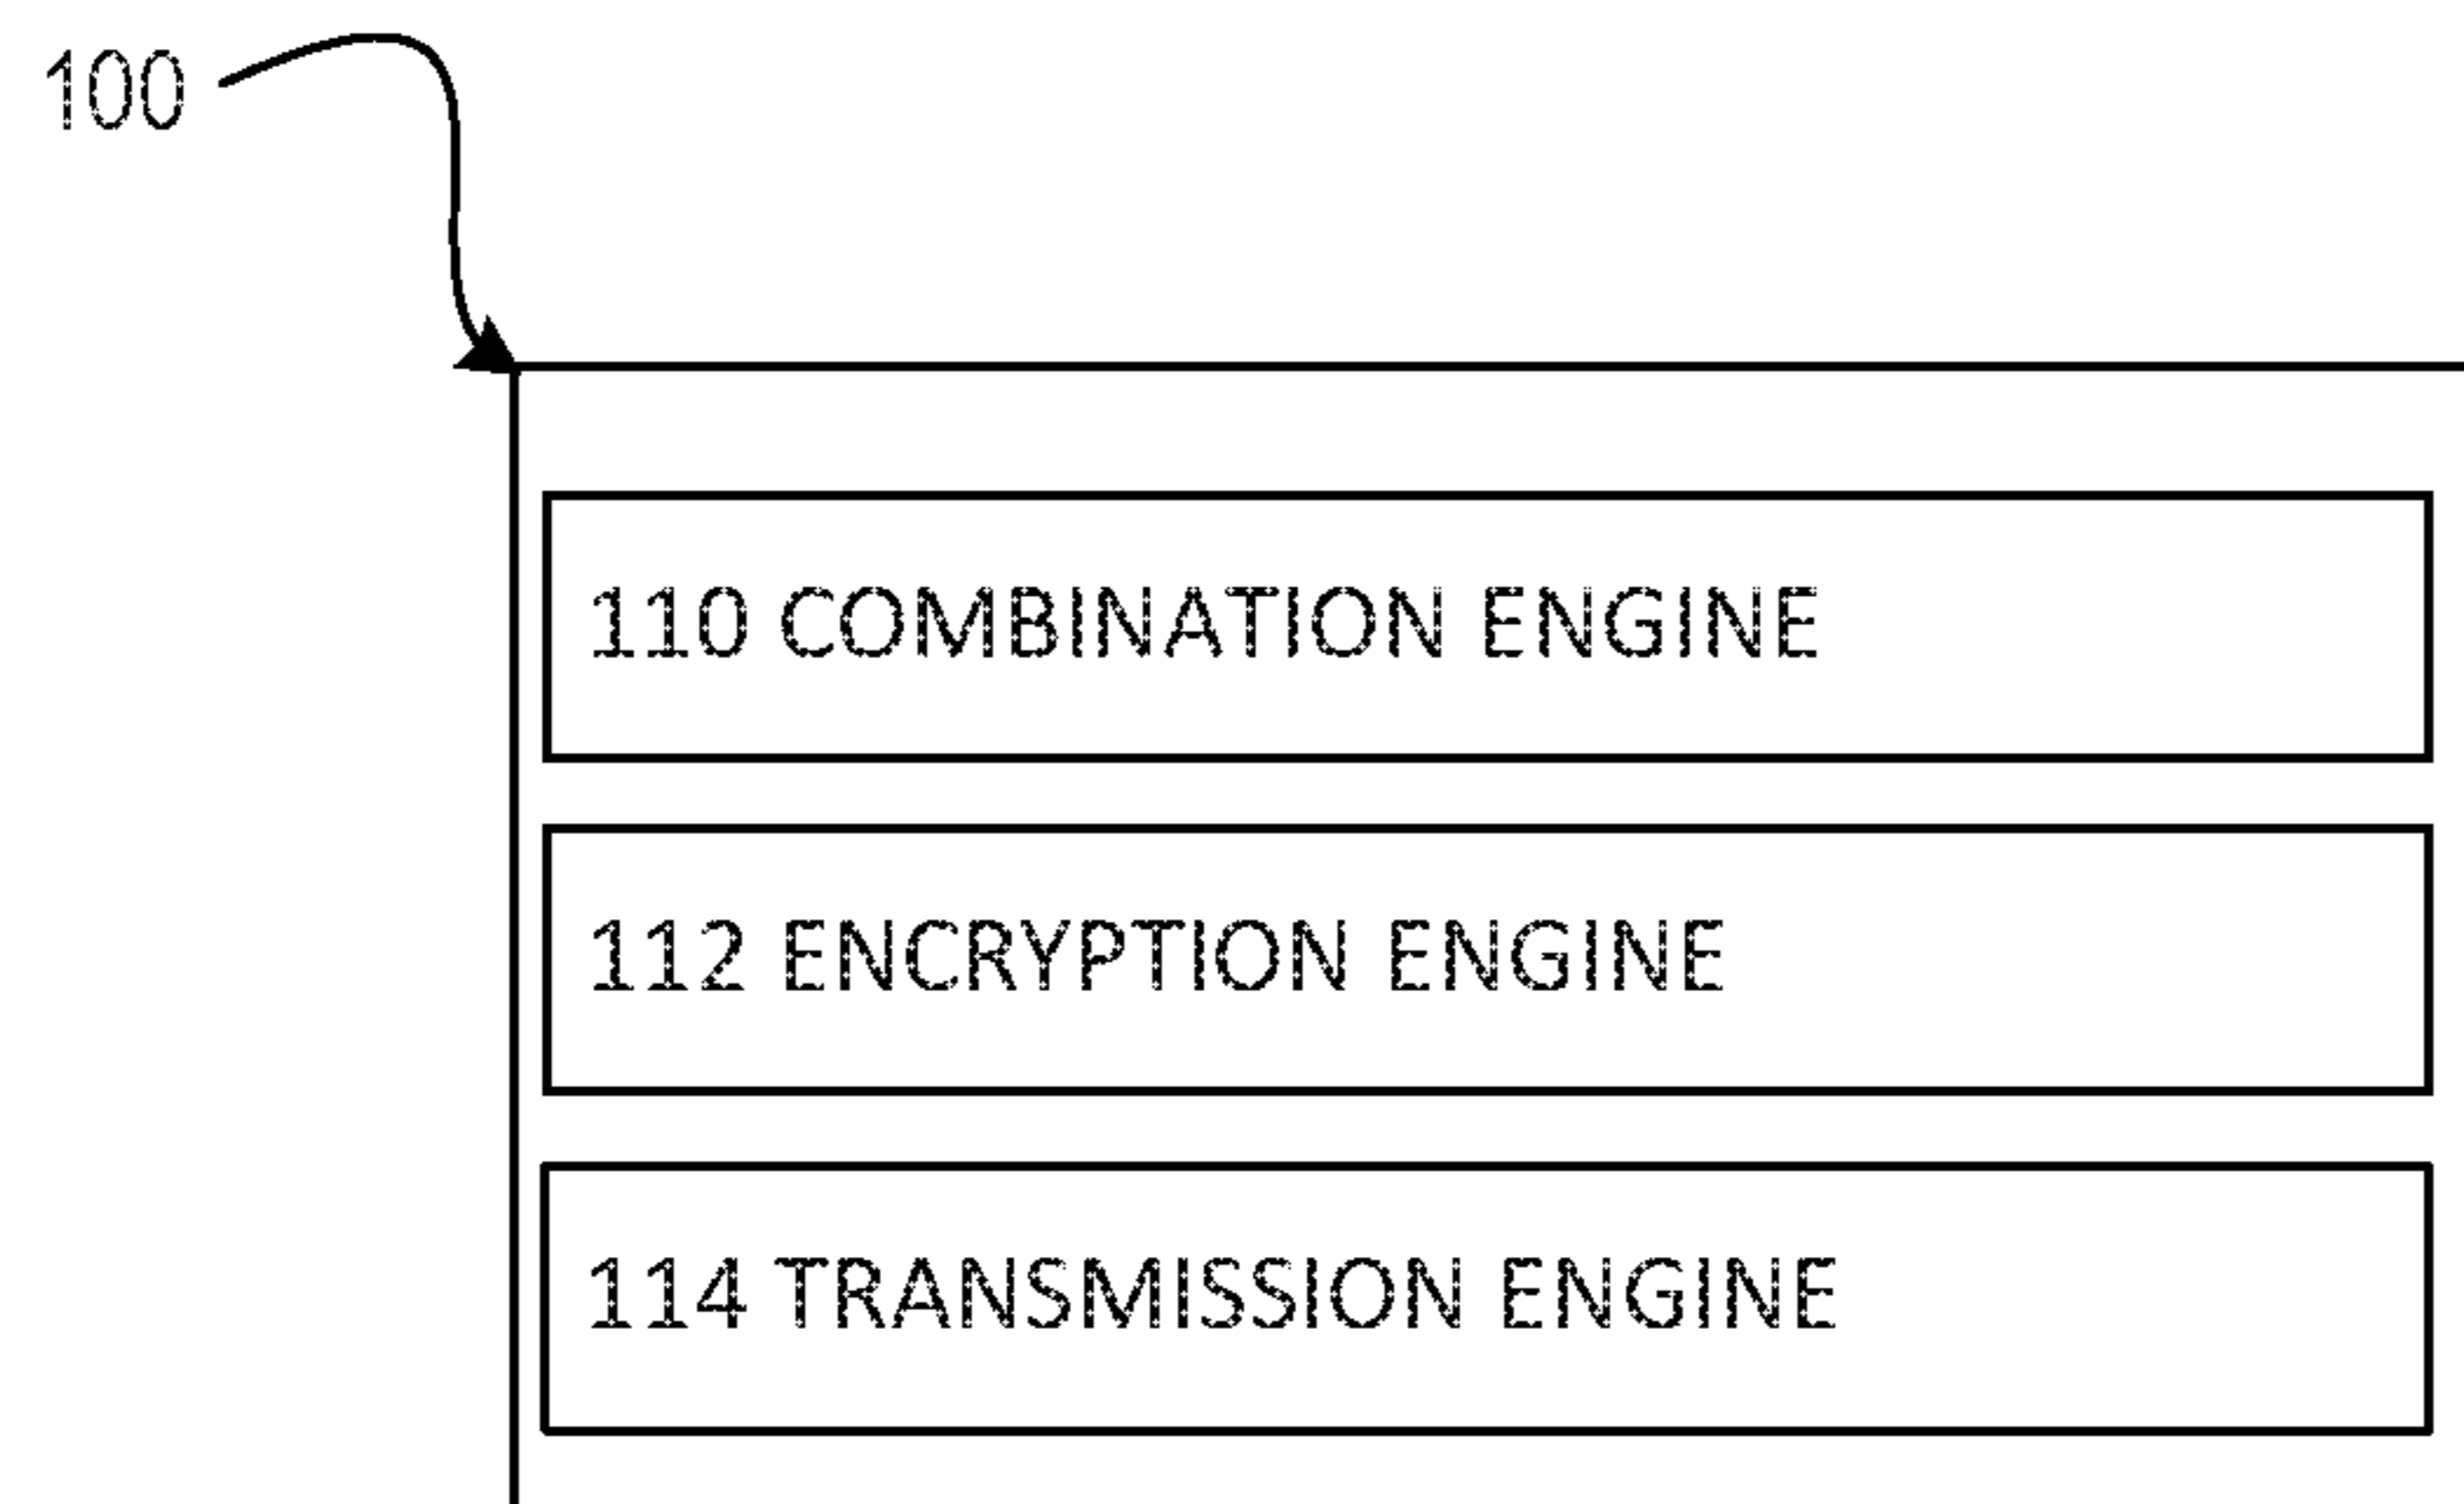 100
110 COMBINATION ENGINE
112 ENCRYPTION ENGINE
114 TRANSMISSION ENGINE